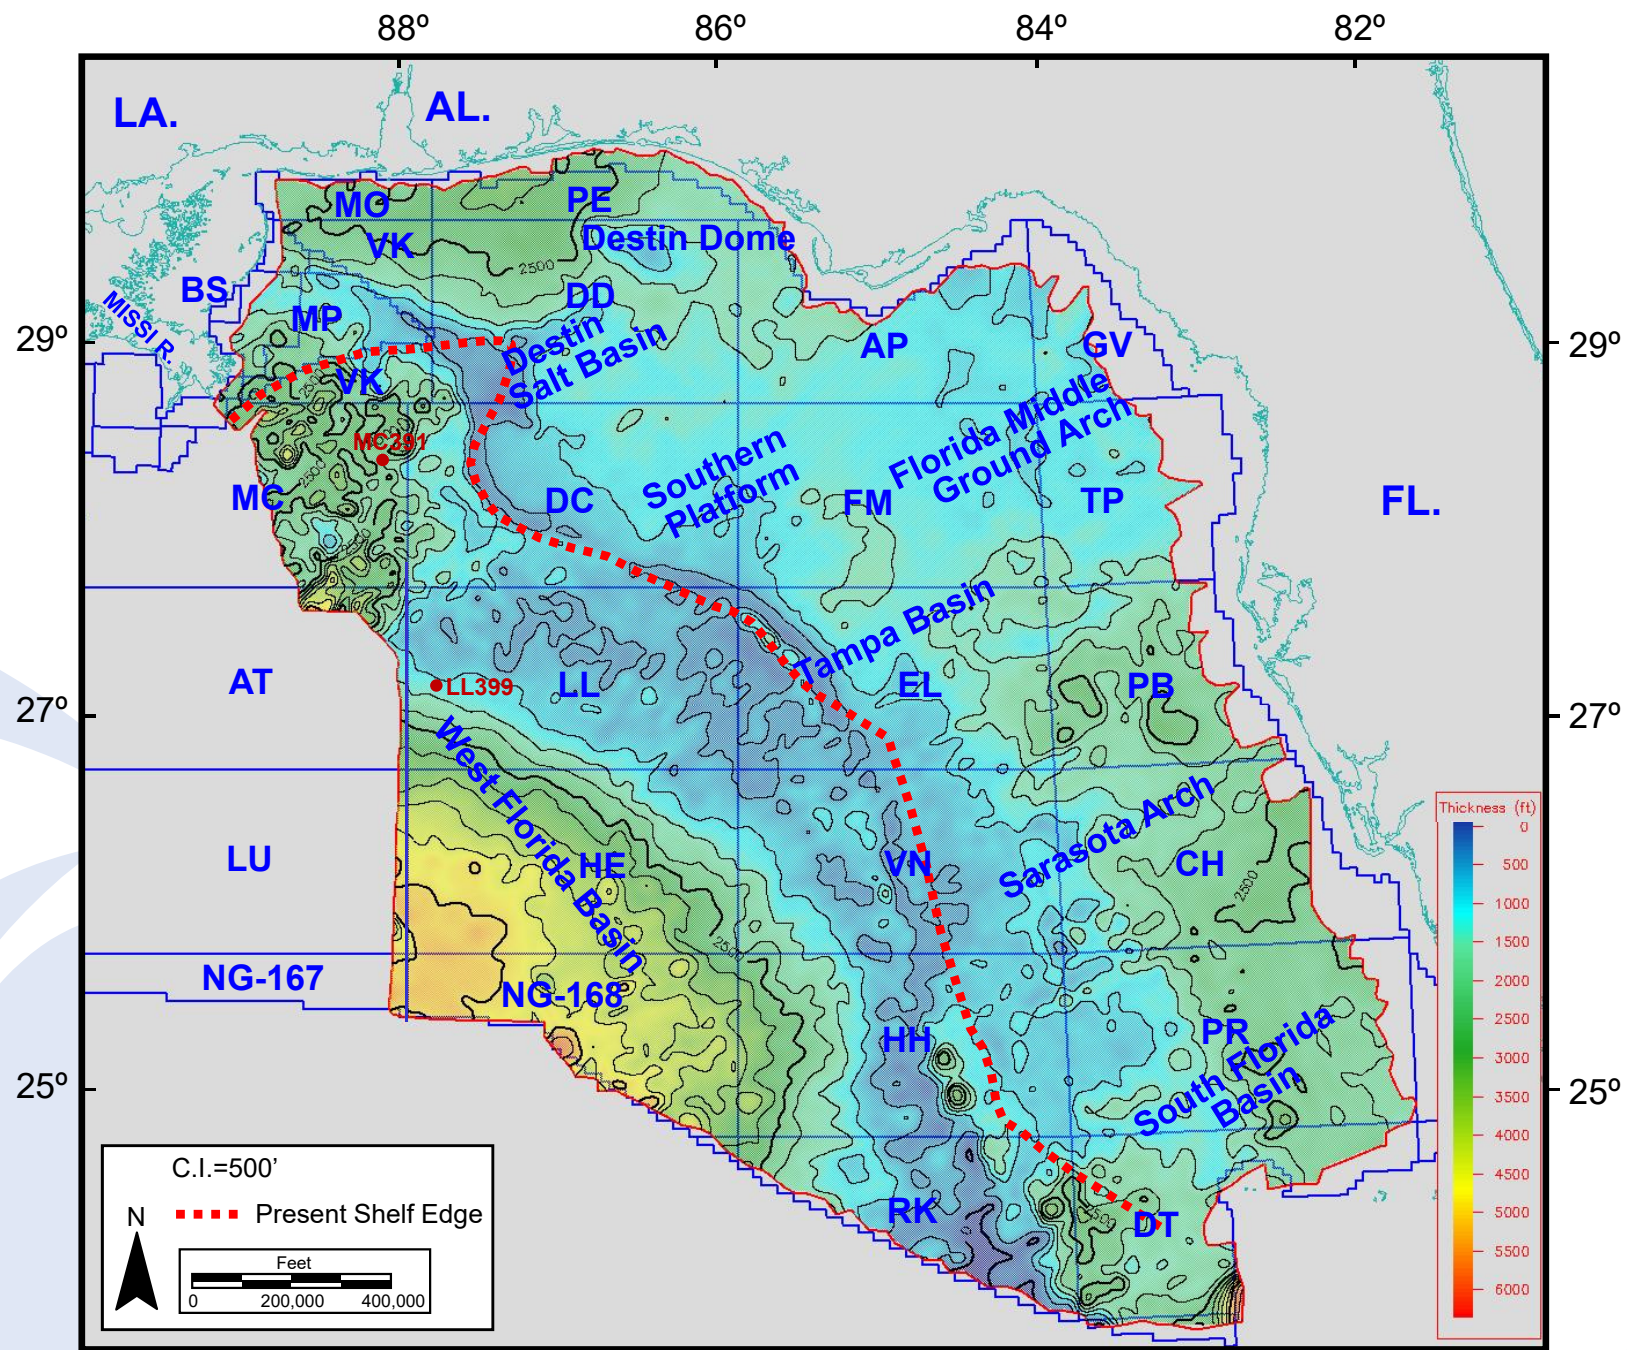 88º
86º
84º
82º
LA.
AL.
MO
PE
VK
Destin Dome
2500
BS
DD
MISSI R.
MP
Destin
Salt Basin
29º
29º
AP
GV
VK
MC391
2500
MC
DC
Southern
Platform
Florida Middle
Ground Arch
FM
TP
FL.
Tampa Basin
AT
LL399
LL
EL
PB
27º
27º
West Florida Basin
LU
HE
VN
Sarasota Arch
CH
2500
2500
NG-167
NG-168
HH
PR
South Florida
Basin
25º
25º
RK
DT
Thickness (ft)
0
500
1000
1500
2000
2500
3000
3500
4000
4500
5000
5500
6000
C.I.=500’
N
Present Shelf Edge
Feet
0
200,000
400,000